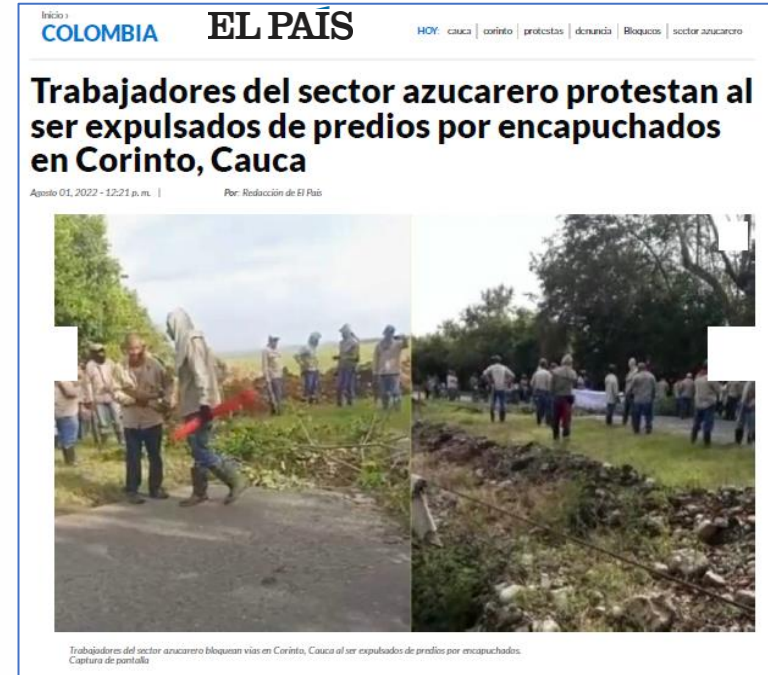 Inicio ›
COLOMBIA
EL PAÍS
HOY: cauca | corinto | protestas | denuncia | Bloqueos | sector azucarero
Trabajadores del sector azucarero protestan al
ser expulsados de predios por encapuchados
en Corinto, Cauca
Agosto 01, 2022 - 12:21 p. m. | Por: Redacción de El País
Trabajadores del sector azucarero bloquean vías en Corinto, Cauca al ser expulsados de predios por encapuchados.
Captura de pantalla